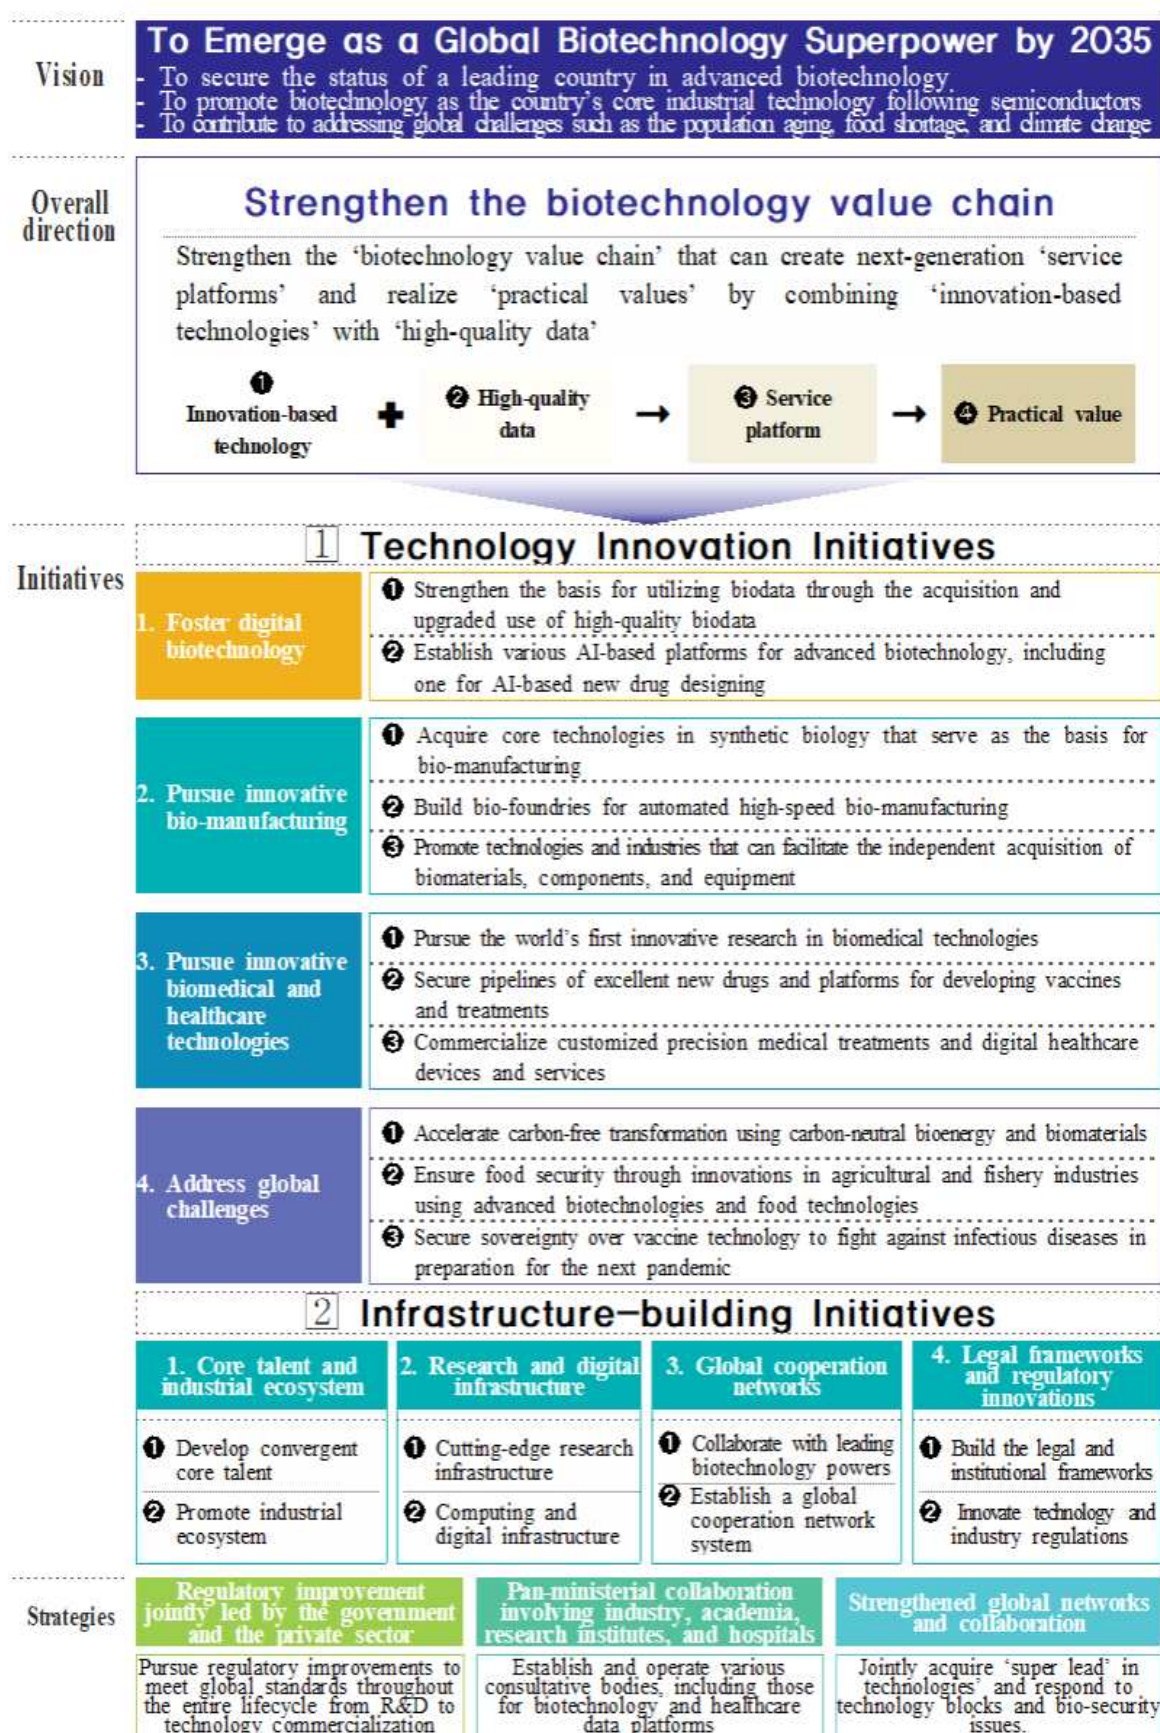 To Emerge as a Global Biotechnology Superpower by 2035
Vision
- To secure the status of a leading country in advanced biotechnology
- To promote biotechnology as the country's core industrial technology following semiconductors
- To contribute to addressing global challenges such as the population aging, food shortage, and climate change
Overall
direction
Strengthen the biotechnology value chain
Strengthen the 'biotechnology value chain' that can create next-generation 'service
platforms' and realize 'practical values' by combining 'innovation-based
technologies' with 'high-quality data'
❶
Innovation-based
technology
+
❷ High-quality
data
→
❸ Service
platform
→
❹ Practical value
Initiatives
1 Technology Innovation Initiatives
1. Foster digital
biotechnology
❶ Strengthen the basis for utilizing biodata through the acquisition and
upgraded use of high-quality biodata
❷ Establish various AI-based platforms for advanced biotechnology, including
one for AI-based new drug designing
2. Pursue innovative
bio-manufacturing
❶ Acquire core technologies in synthetic biology that serve as the basis for
bio-manufacturing
❷ Build bio-foundries for automated high-speed bio-manufacturing
❸ Promote technologies and industries that can facilitate the independent acquisition of
biomaterials, components, and equipment
3. Pursue innovative
biomedical and
healthcare
technologies
❶ Pursue the world's first innovative research in biomedical technologies
❷ Secure pipelines of excellent new drugs and platforms for developing vaccines
and treatments
❸ Commercialize customized precision medical treatments and digital healthcare
devices and services
4. Address global
challenges
❶ Accelerate carbon-free transformation using carbon-neutral bioenergy and biomaterials
❷ Ensure food security through innovations in agricultural and fishery industries
using advanced biotechnologies and food technologies
❸ Secure sovereignty over vaccine technology to fight against infectious diseases in
preparation for the next pandemic
2 Infrastructure-building Initiatives
1. Core talent and
industrial ecosystem
❶ Develop convergent
core talent
❷ Promote industrial
ecosystem
2. Research and digital
infrastructure
❶ Cutting-edge research
infrastructure
❷ Computing and
digital infrastructure
3. Global cooperation
networks
❶ Collaborate with leading
biotechnology powers
❷ Establish a global
cooperation network
system
4. Legal frameworks
and regulatory
innovations
❶ Build the legal and
institutional frameworks
❷ Innovate technology and
industry regulations
Strategies
Regulatory improvement
jointly led by the government
and the private sector
Pursue regulatory improvements to
meet global standards throughout
the entire lifecycle from R&D to
technology commercialization
Pan-ministerial collaboration
involving industry, academia,
research institutes, and hospitals
Establish and operate various
consultative bodies, including those
for biotechnology and healthcare
data platforms
Strengthened global networks
and collaboration
Jointly acquire 'super lead' in
technologies' and respond to
technology blocks and bio-security
issues.